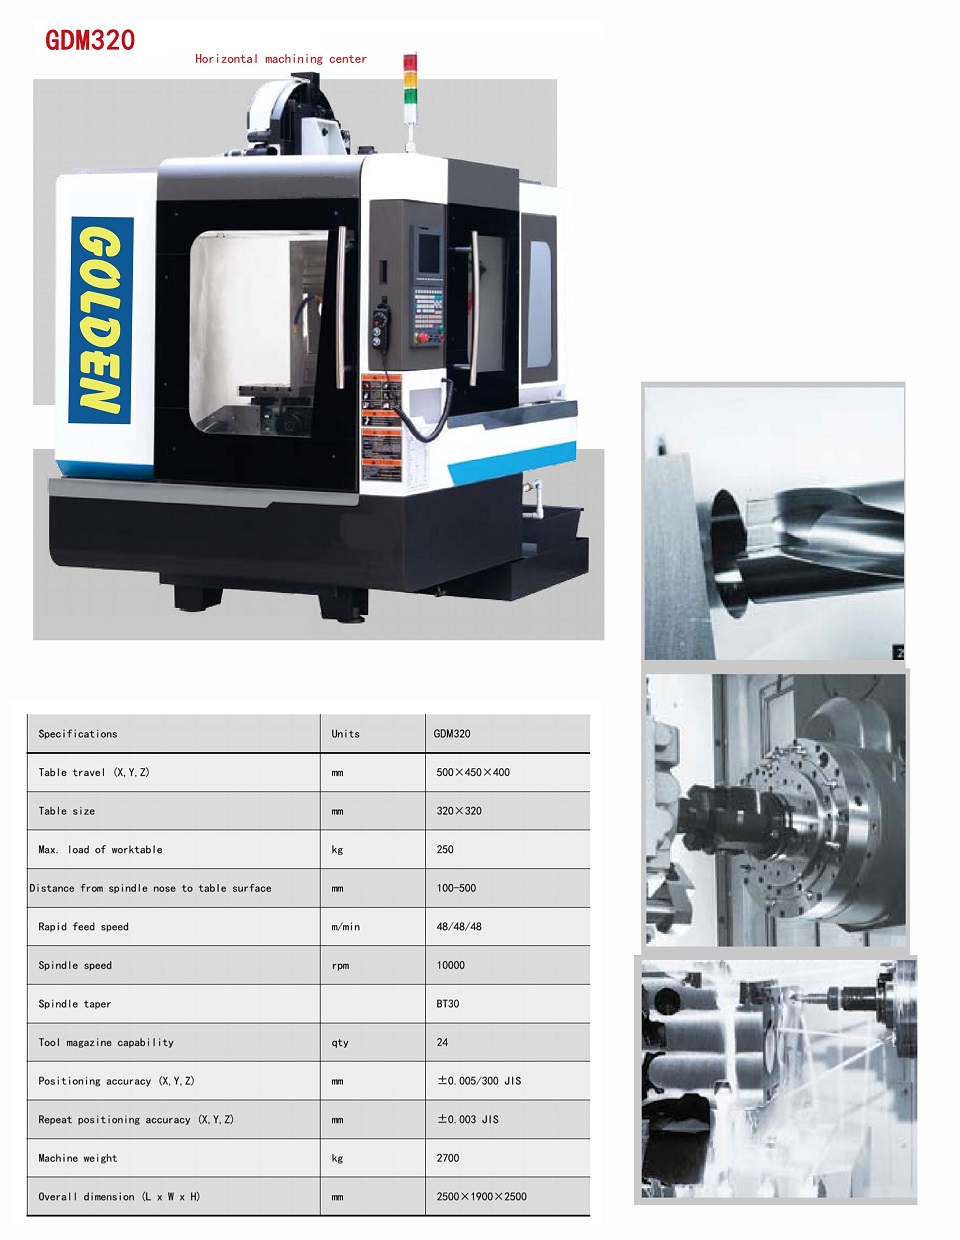 GDM320
Horizontal machining center
GOLDEN
2
Specifications Units GDM320
Table travel (X,Y,Z) mm 500×450×400
Table size mm 320×320
Max. load of worktable kg 250
Distance from spindle nose to table surface mm 100-500
Rapid feed speed m/min 48/48/48
Spindle speed rpm 10000
Spindle taper BT30
Tool magazine capability qty 24
Positioning accuracy (X,Y,Z) mm ±0.005/300 JIS
Repeat positioning accuracy (X,Y,Z) mm ±0.003 JIS
Machine weight kg 2700
Overall dimension (L x W x H) mm 2500×1900×2500